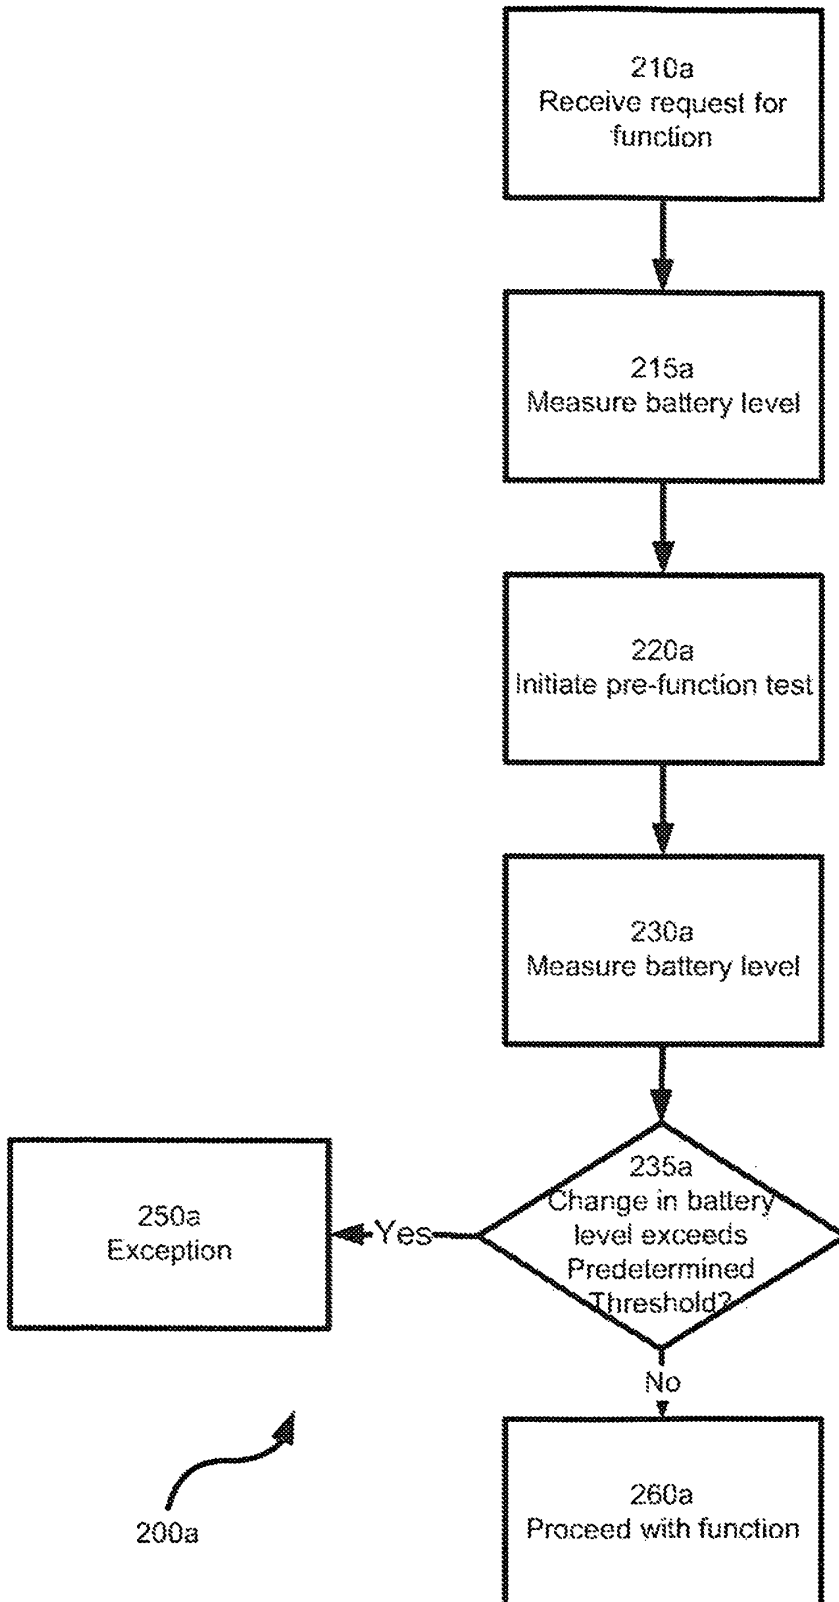 210a
Receive request for
function
215a
Measure battery level
220a
Initiate pre-function test
230a
Measure battery level
235a
Change in battery
level exceeds
Predetermined
Threshold?
Yes
250a
Exception
No
260a
Proceed with function
200a